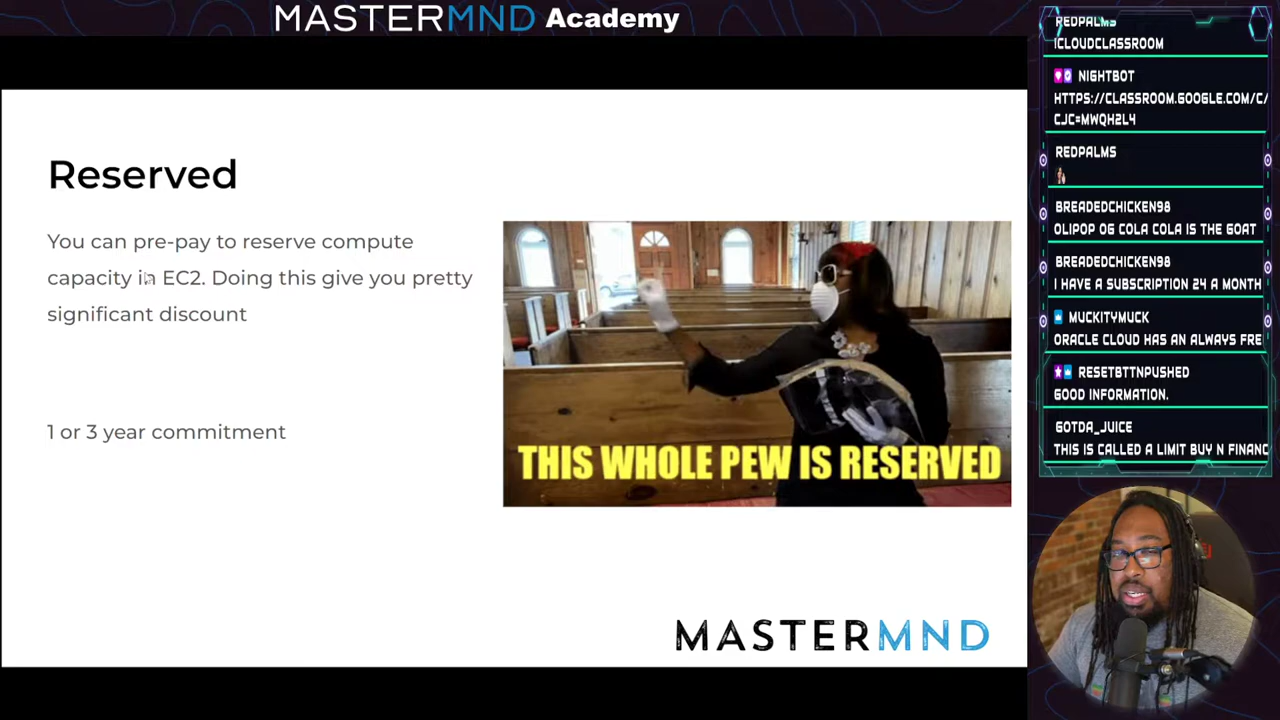 MASTERMND Academy
Reserved
You can pre-pay to reserve compute
capacity in EC2. Doing this give you pretty
significant discount
1 or 3 year commitment
THIS WHOLE PEW IS RESERVED
MASTERMND
REDPALMS
ICLOUDCLASSROOM
NIGHTBOT
HTTPS://CLASSROOM.GOOGLE.COM/C/
CJC=MWQH2L4
REDPALMS
BREADEDCHICKEN98
OLIPOP OG COLA COLA IS THE GOAT
BREADEDCHICKEN98
I HAVE A SUBSCRIPTION 24 A MONTH
MUCKITYMUCK
ORACLE CLOUD HAS AN ALWAYS FRE
RESETBTTNPUSHED
GOOD INFORMATION.
GOTDA_JUICE
THIS IS CALLED A LIMIT BUY N FINANC